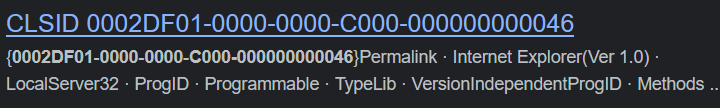 CLSID 0002DF01-0000-0000-C000-000000000046
{0002DF01-0000-0000-C000-000000000046}Permalink · Internet Explorer(Ver 1.0) ·
LocalServer32 · ProgID · Programmable · TypeLib · VersionIndependentProgID · Methods ..